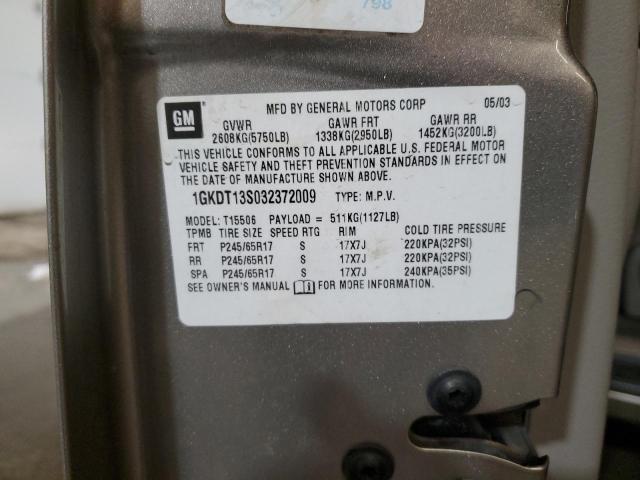 798
GM
MFD BY GENERAL MOTORS CORP 05/03
GVWR GAWR FRT GAWR RR
2608KG(5750LB) 1338KG(2950LB) 1452KG(3200LB)
THIS VEHICLE CONFORMS TO ALL APPLICABLE U.S. FEDERAL MOTOR
VEHICLE SAFETY AND THEFT PREVENTION STANDARDS IN EFFECT ON
THE DATE OF MANUFACTURE SHOWN ABOVE.
1GKDT13S032372009 TYPE: M.P.V.
MODEL: T15506 PAYLOAD = 511KG(1127LB)
TPMB TIRE SIZE SPEED RTG RIM COLD TIRE PRESSURE
FRT P245/65R17 S 17X7J 220KPA(32PSI)
RR P245/65R17 S 17X7J 220KPA(32PSI)
SPA P245/65R17 S 17X7J 240KPA(35PSI)
SEE OWNER'S MANUAL FOR MORE INFORMATION.